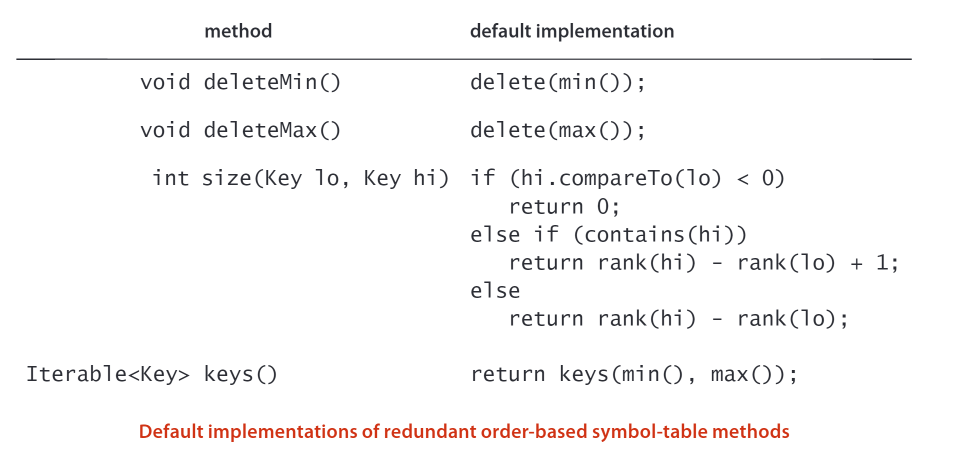 method default implementation
void deleteMin() delete(min());
void deleteMax() delete(max());
int size(Key lo, Key hi) if (hi.compareTo(lo) < 0)
return 0;
else if (contains(hi))
return rank(hi) - rank(lo) + 1;
else
return rank(hi) - rank(lo);
Iterable<Key> keys() return keys(min(), max());
Default implementations of redundant order-based symbol-table methods